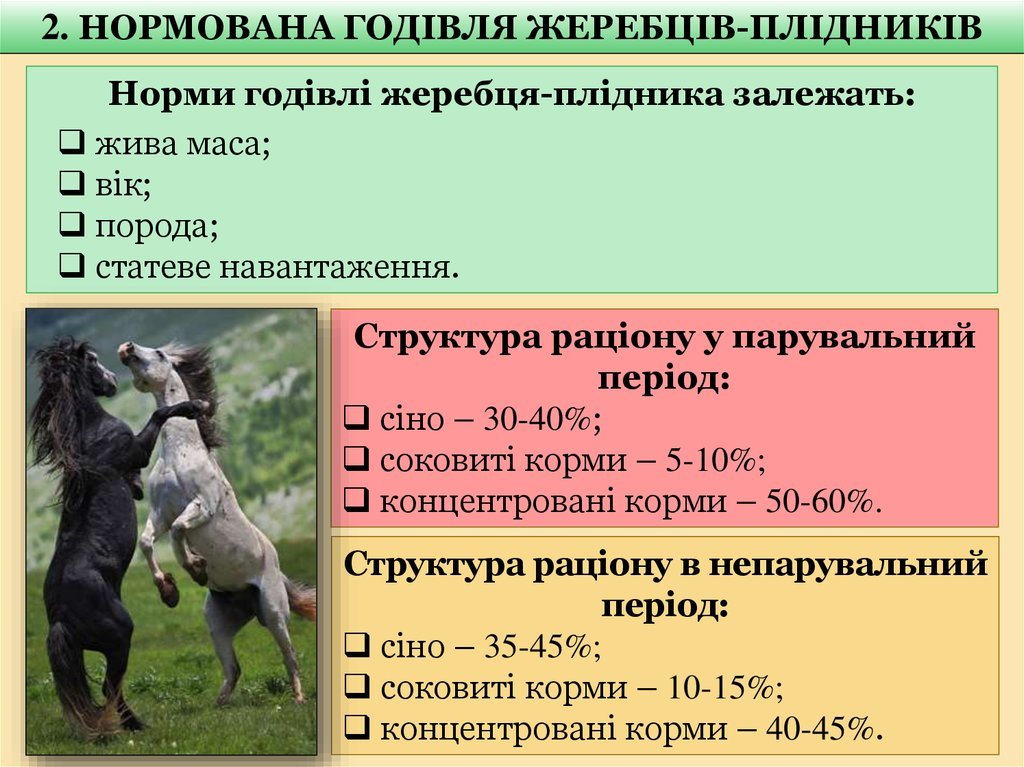 2. НОРМОВАНА ГОДІВЛЯ ЖЕРЕБЦІВ-ПЛІДНИКІВ
Норми годівлі жеребця-плідника залежать:
❑ жива маса;
❑ вік;
❑ порода;
❑ статеве навантаження.
Структура раціону у парувальний
період:
❑ сіно – 30-40%;
❑ соковиті корми – 5-10%;
❑ концентровані корми – 50-60%.
Структура раціону в непарувальний
період:
❑ сіно – 35-45%;
❑ соковиті корми – 10-15%;
❑ концентровані корми – 40-45%.